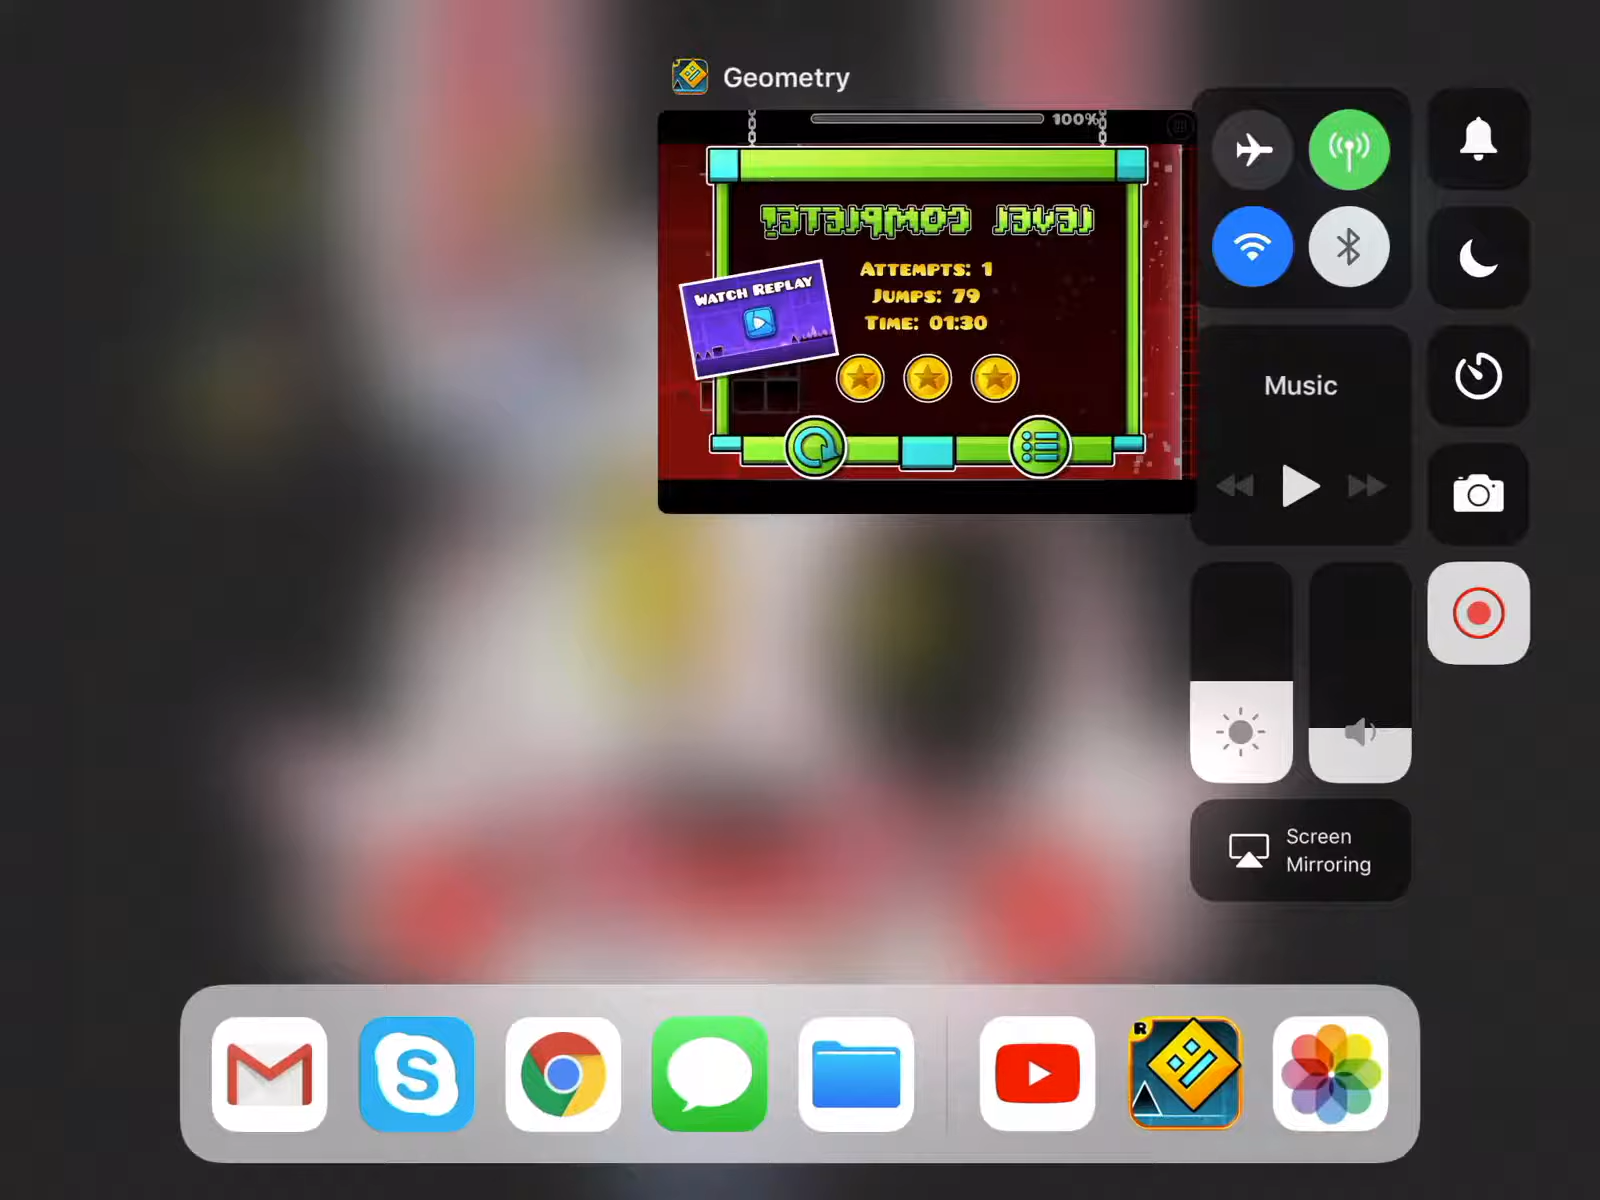 Geometry
100%
LEVEL COMPLETE!
ATTEMPTS: 1
WATCH REPLAY
JUMPS: 79
TIME: 01:30
Music
Screen
Mirroring
R